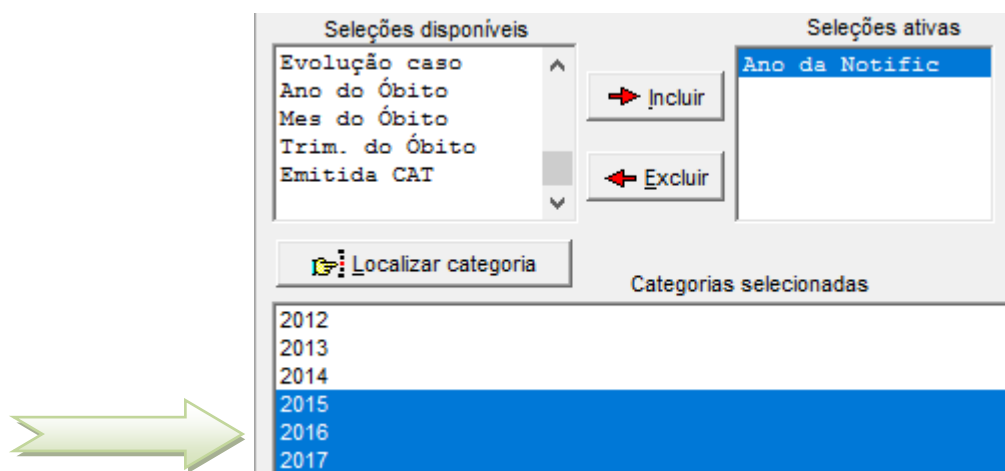 Seleções disponíveis
Seleções ativas
Evolução caso
Ano do Óbito
Mes do Óbito
Trim. do Óbito
Emitida CAT
Incluir
Excluir
Ano da Notific
Localizar categoria
Categorias selecionadas
2012
2013
2014
2015
2016
2017